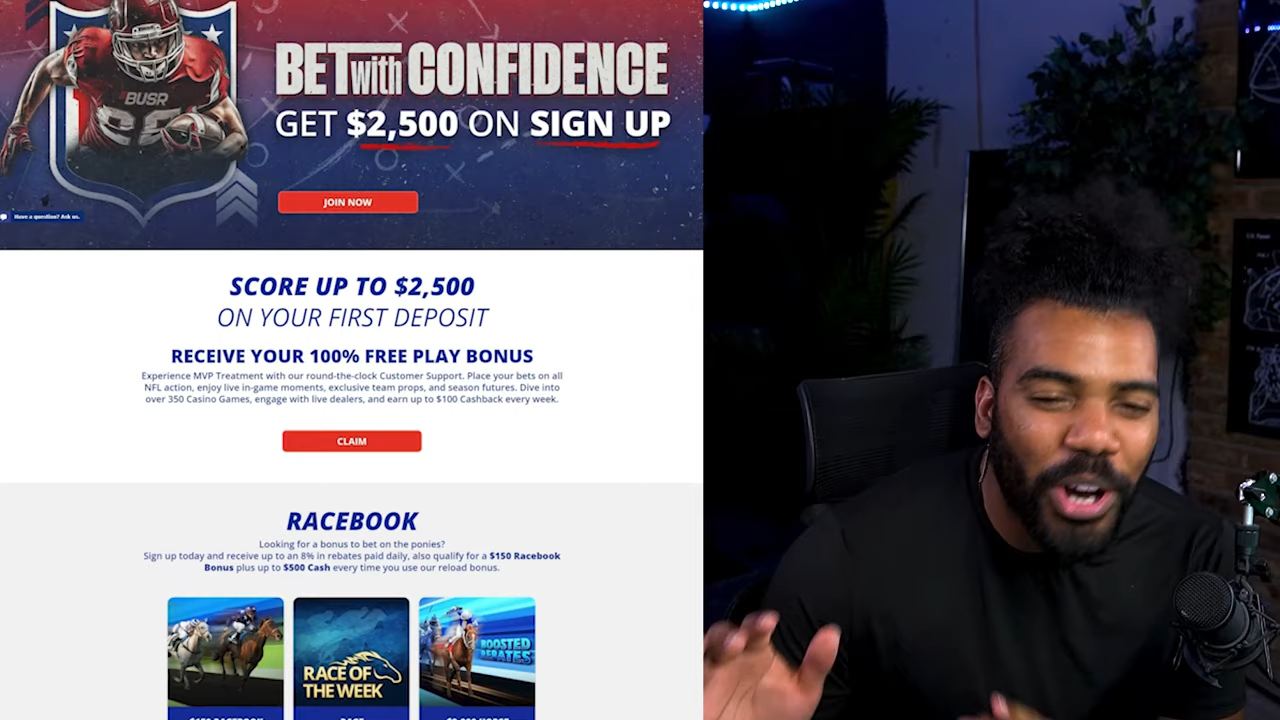 BUSR
BET with CONFIDENCE
GET $2,500 ON SIGN UP
JOIN NOW
Have a question? Ask us.
SCORE UP TO $2,500
ON YOUR FIRST DEPOSIT
RECEIVE YOUR 100% FREE PLAY BONUS
Experience MVP Treatment with our round-the-clock Customer Support. Place your bets on all
NFL action, enjoy live in-game moments, exclusive team props, and season futures. Dive into
over 350 Casino Games, engage with live dealers, and earn up to $100 Cashback every week.
CLAIM
RACEBOOK
Looking for a bonus to bet on the ponies?
Sign up today and receive up to an 8% in rebates paid daily, also qualify for a $150 Racebook
Bonus plus up to $500 Cash every time you use our reload bonus.
RACE OF
THE WEEK
BOOSTED
REBATES